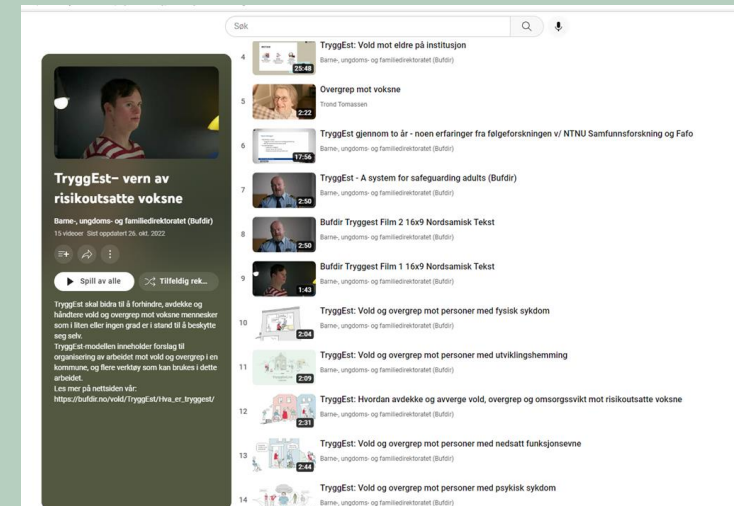 Søk
TryggEst– vern av
risikoutsatte voksne
Barne-, ungdoms- og familiedirektoratet (Bufdir)
15 videoer Sist oppdatert 26. okt. 2022
Spill av alle
Tilfeldig rek...
TryggEst skal bidra til å forhindre, avdekke og
håndtere vold og overgrep mot voksne mennesker
som i liten eller ingen grad er i stand til å beskytte
seg selv.
TryggEst-modellen inneholder forslag til
organisering av arbeidet mot vold og overgrep i en
kommune, og flere verktøy som kan brukes i dette
arbeidet.
Les mer på nettsiden vår:
https://bufdir.no/vold/TryggEst/Hva_er_tryggest/
4
25:48
TryggEst: Vold mot eldre på institusjon
Barne-, ungdoms- og familiedirektoratet (Bufdir)
5
2:22
Overgrep mot voksne
Trond Tomassen
6
17:56
TryggEst gjennom to år - noen erfaringer fra følgeforskningen v/ NTNU Samfunnsforskning og Fafo
Barne-, ungdoms- og familiedirektoratet (Bufdir)
7
2:50
TryggEst - A system for safeguarding adults (Bufdir)
Barne-, ungdoms- og familiedirektoratet (Bufdir)
8
2:50
Bufdir Tryggest Film 2 16x9 Nordsamisk Tekst
Barne-, ungdoms- og familiedirektoratet (Bufdir)
9
1:43
Bufdir Tryggest Film 1 16x9 Nordsamisk Tekst
Barne-, ungdoms- og familiedirektoratet (Bufdir)
10
2:04
TryggEst: Vold og overgrep mot personer med fysisk sykdom
Barne-, ungdoms- og familiedirektoratet (Bufdir)
11
2:09
TryggEst: Vold og overgrep mot personer med utviklingshemming
Barne-, ungdoms- og familiedirektoratet (Bufdir)
12
2:31
TryggEst: Hvordan avdekke og avverge vold, overgrep og omsorgssvikt mot risikoutsatte voksne
Barne-, ungdoms- og familiedirektoratet (Bufdir)
13
2:44
TryggEst: Vold og overgrep mot personer med nedsatt funksjonsevne
Barne-, ungdoms- og familiedirektoratet (Bufdir)
14
TryggEst: Vold og overgrep mot personer med psykisk sykdom
Barne-, ungdoms- og familiedirektoratet (Bufdir)